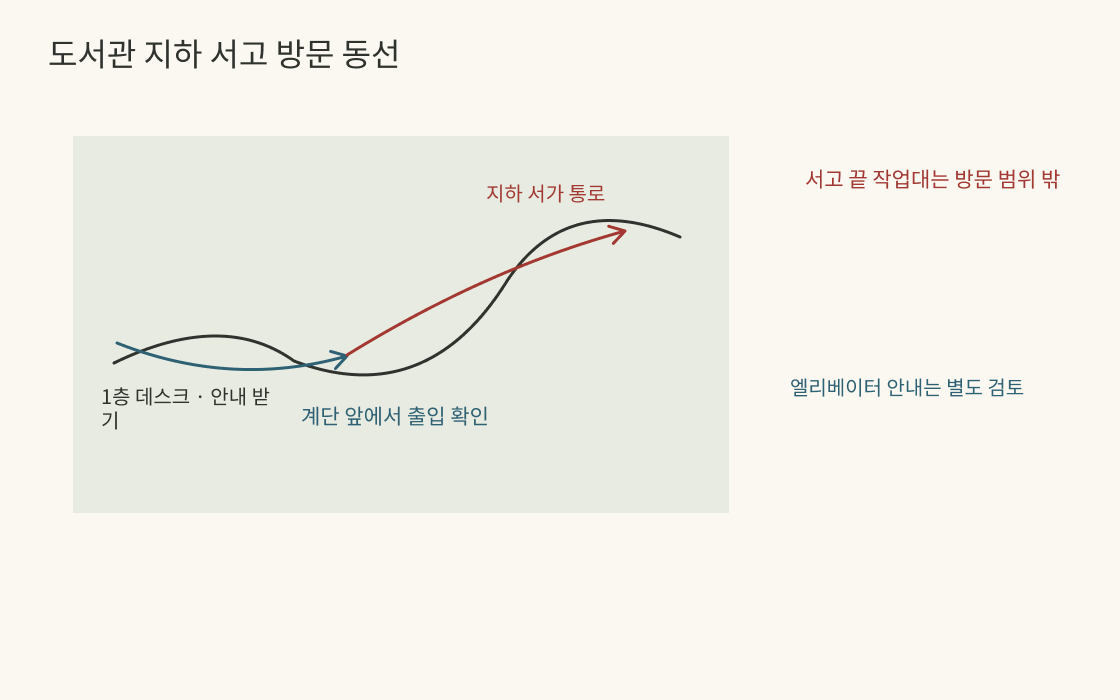 도서관 지하 서고 방문 동선
지하 서가 통로
서고 끝 작업대는 방문 범위 밖
1층 데스크 · 안내 받
기
계단 앞에서 출입 확인
엘리베이터 안내는 별도 검토